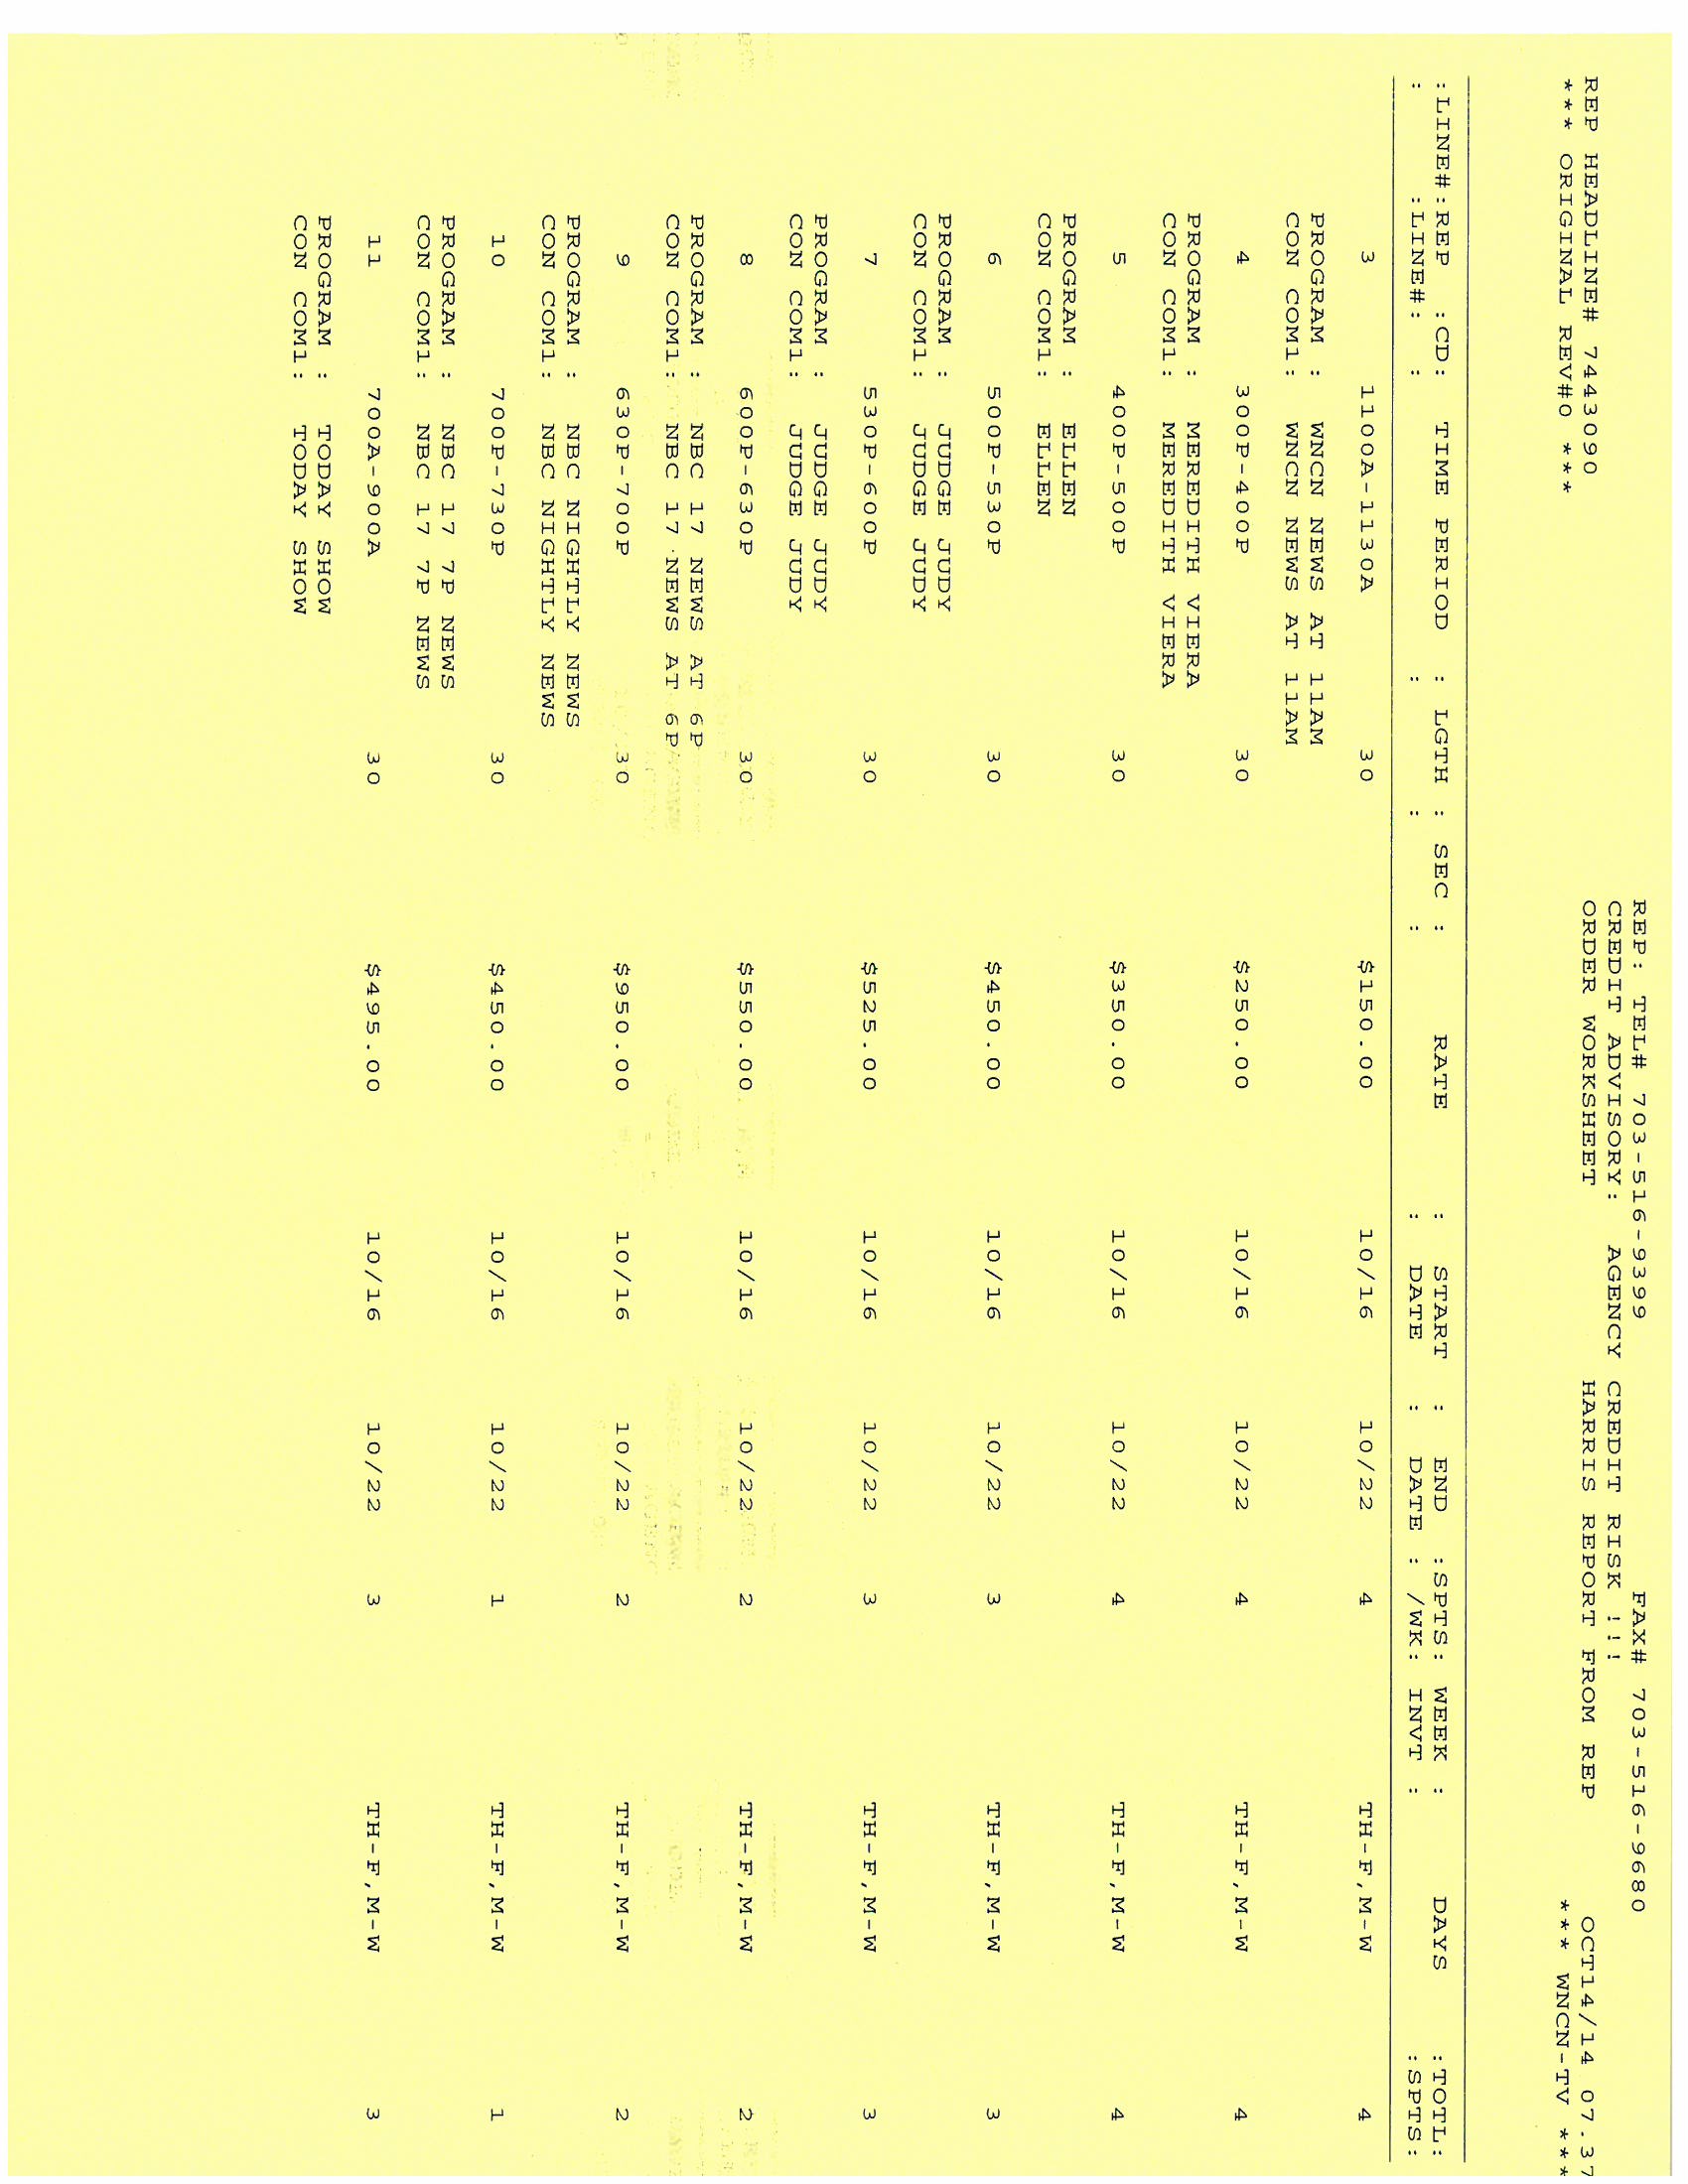 REP: TEL# 703-516-9399 FAX# 703-516-9680
CREDIT ADVISORY: AGENCY CREDIT RISK !!!
REP HEADLINE# 7443090 ORDER WORKSHEET HARRIS REPORT FROM REP OCT14/14 07.37
*** ORIGINAL REV#0 *** *** WNCN-TV ***
:LINE#:REP :CD: TIME PERIOD : LGTH : SEC : RATE : START : END :SPTS: WEEK : DAYS :TOTL:
: :LINE#: : : : : DATE : DATE : /WK: INVT : :SPTS:
3 1100A-1130A 30 $150.00 10/16 10/22 4 TH-F,M-W 4
PROGRAM : WNCN NEWS AT 11AM
CON COM1: WNCN NEWS AT 11AM
4 300P-400P 30 $250.00 10/16 10/22 4 TH-F,M-W 4
PROGRAM : MEREDITH VIERA
CON COM1: MEREDITH VIERA
5 400P-500P 30 $350.00 10/16 10/22 4 TH-F,M-W 4
PROGRAM : ELLEN
CON COM1: ELLEN
6 500P-530P 30 $450.00 10/16 10/22 3 TH-F,M-W 3
PROGRAM : JUDGE JUDY
CON COM1: JUDGE JUDY
7 530P-600P 30 $525.00 10/16 10/22 3 TH-F,M-W 3
PROGRAM : JUDGE JUDY
CON COM1: JUDGE JUDY
8 600P-630P 30 $550.00 10/16 10/22 2 TH-F,M-W 2
PROGRAM : NBC 17 NEWS AT 6P
CON COM1: NBC 17 NEWS AT 6P
9 630P-700P 30 $950.00 10/16 10/22 2 TH-F,M-W 2
PROGRAM : NBC NIGHTLY NEWS
CON COM1: NBC NIGHTLY NEWS
10 700P-730P 30 $450.00 10/16 10/22 1 TH-F,M-W 1
PROGRAM : NBC 17 7P NEWS
CON COM1: NBC 17 7P NEWS
11 700A-900A 30 $495.00 10/16 10/22 3 TH-F,M-W 3
PROGRAM : TODAY SHOW
CON COM1: TODAY SHOW